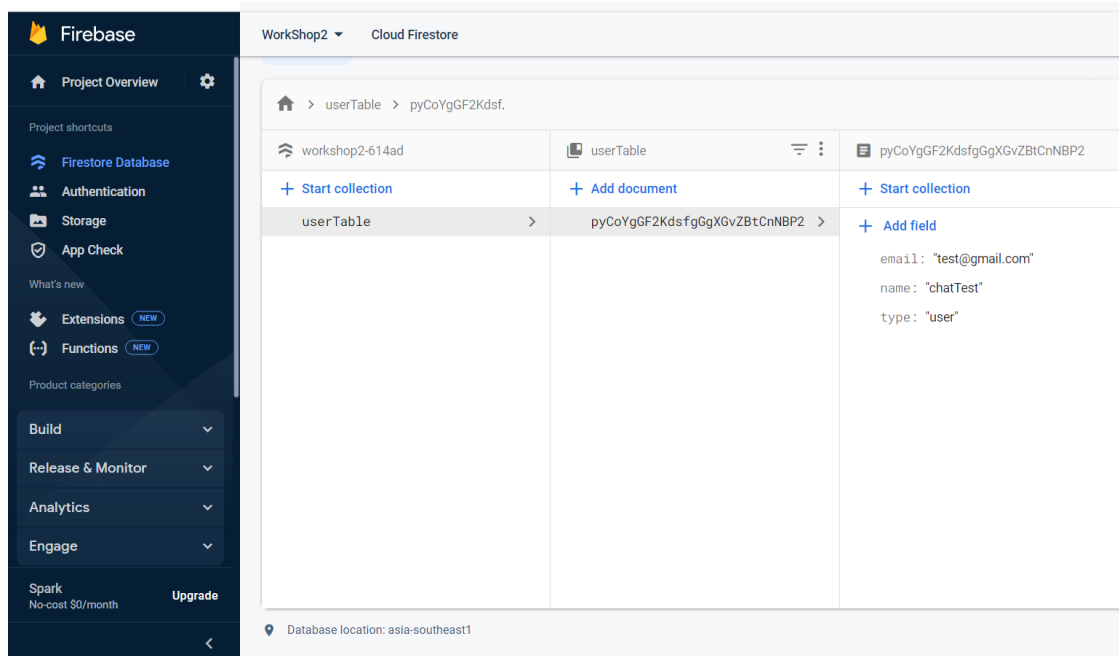 Firebase
Project Overview
Project shortcuts
Firestore Database
Authentication
Storage
App Check
What's new
Extensions NEW
Functions NEW
Product categories
Build
Release & Monitor
Analytics
Engage
Spark
No-cost $0/month
Upgrade
WorkShop2
Cloud Firestore
userTable
pyCoYgGF2Kdsf.
workshop2-614ad
Start collection
userTable
userTable
Add document
pyCoYgGF2KdsfgGgXGvZBtCnNBP2
pyCoYgGF2KdsfgGgXGvZBtCnNBP2
Start collection
Add field
email: "test@gmail.com"
name: "chatTest"
type: "user"
Database location: asia-southeast1